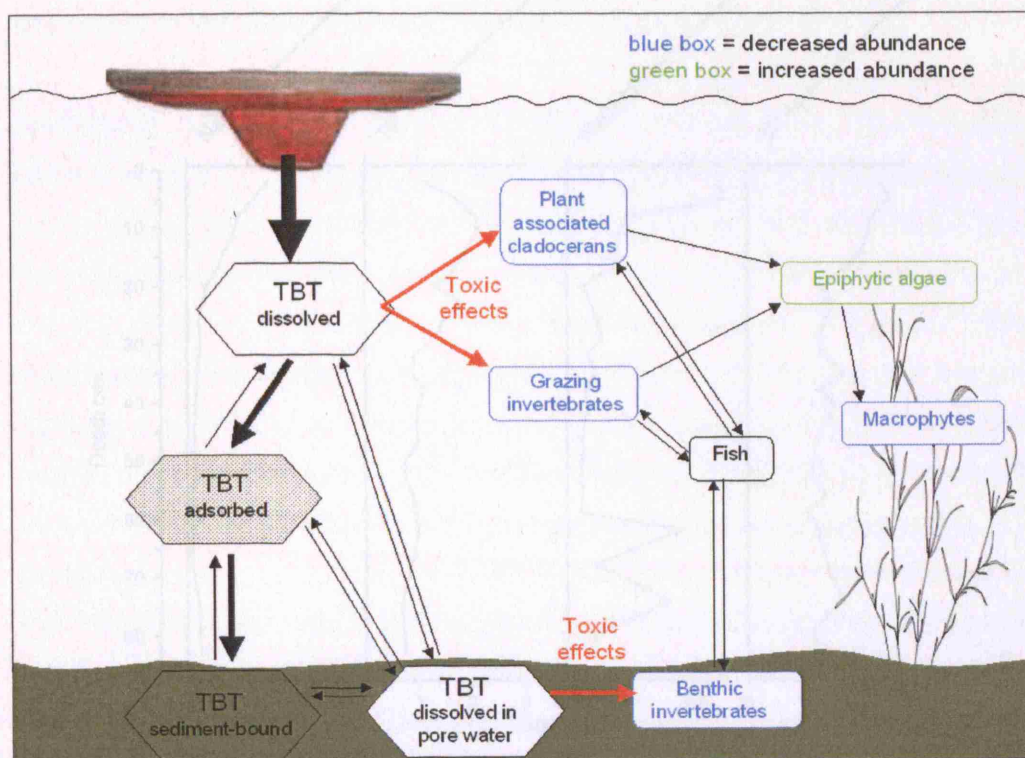 blue box = decreased abundance
green box = increased abundance
Plant
associated
cladocerans
TBT
dissolved
Toxic
effects
Epiphytic algae
Grazing
invertebrates
Macrophytes
Fish
TBT
adsorbed
Toxic
effects
TBT
sediment-bound
TBT
dissolved in
pore water
Benthic
invertebrates